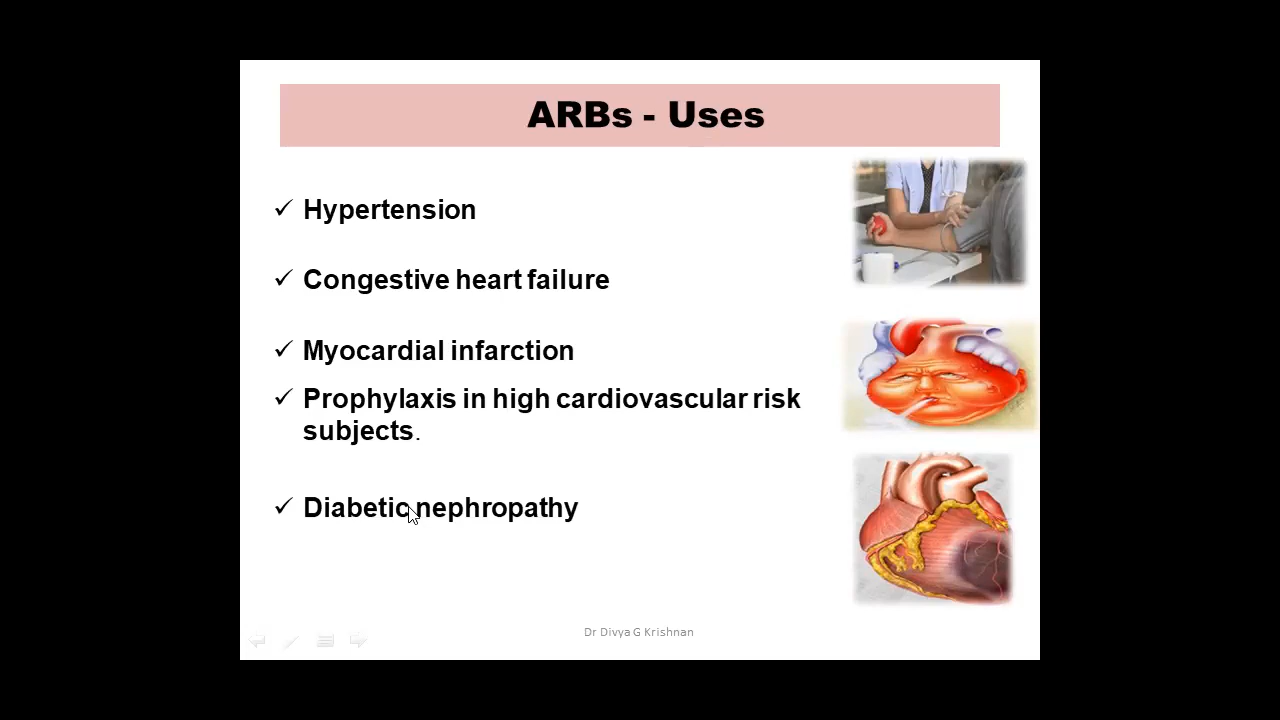 ARBs - Uses
✓ Hypertension
✓ Congestive heart failure
✓ Myocardial infarction
✓ Prophylaxis in high cardiovascular risk
subjects.
✓ Diabetic nephropathy
Dr Divya G Krishnan